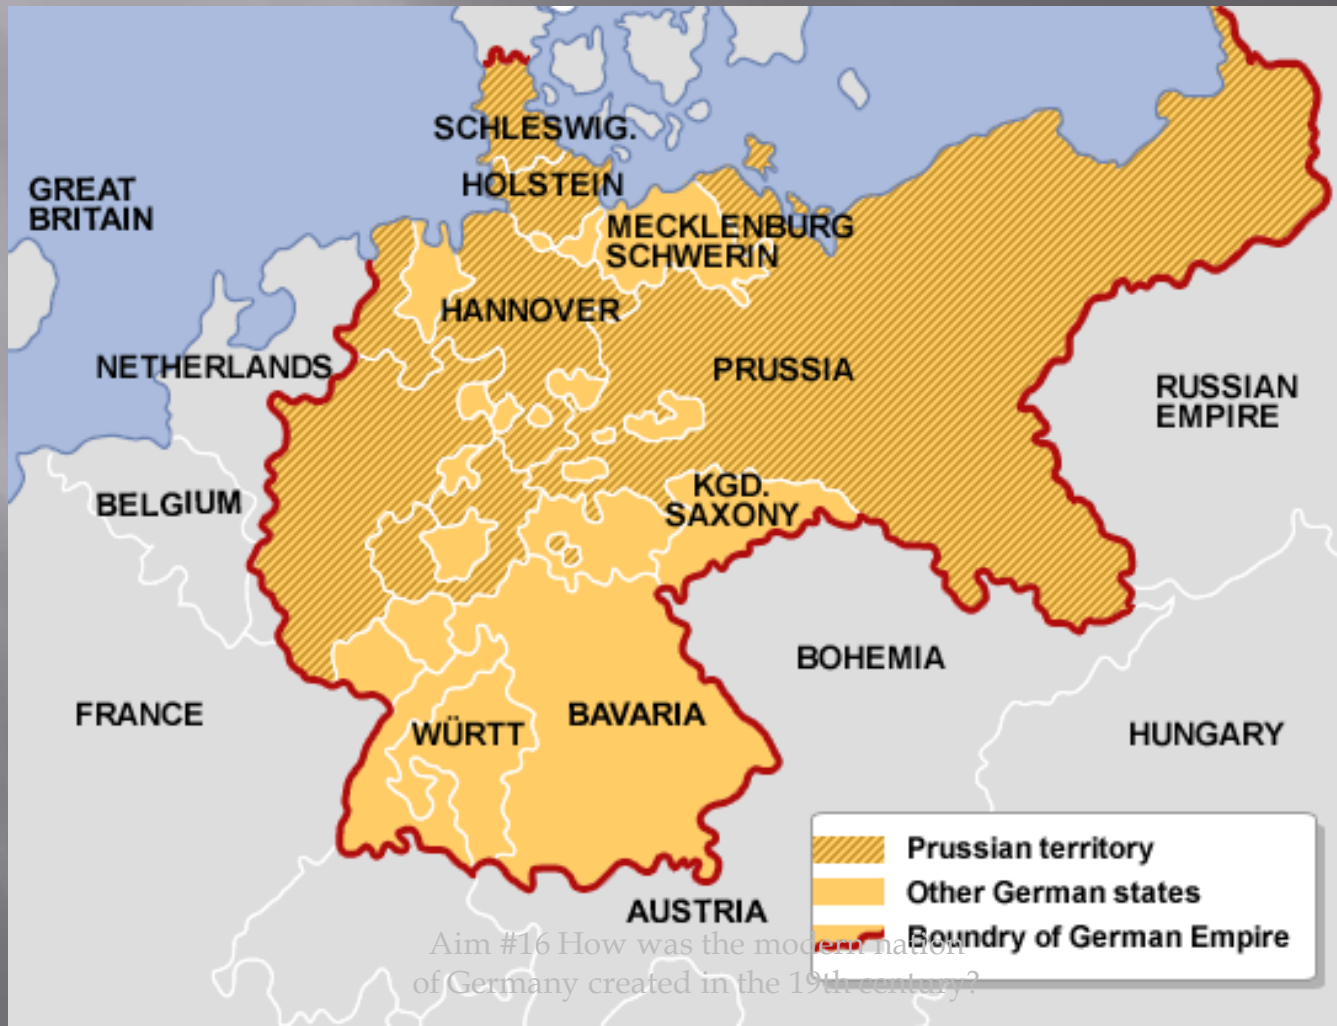 SCHLESWIG.
HOLSTEIN
GREAT
BRITAIN
MECKLENBURG
SCHWERIN
HANNOVER
NETHERLANDS
PRUSSIA
RUSSIAN
EMPIRE
BELGIUM
KGD.
SAXONY
BOHEMIA
FRANCE
WÜRTT
BAVARIA
HUNGARY
AUSTRIA
Prussian territory
Other German states
Boundry of German Empire
Aim #16 How was the modern nation
of Germany created in the 19th century?